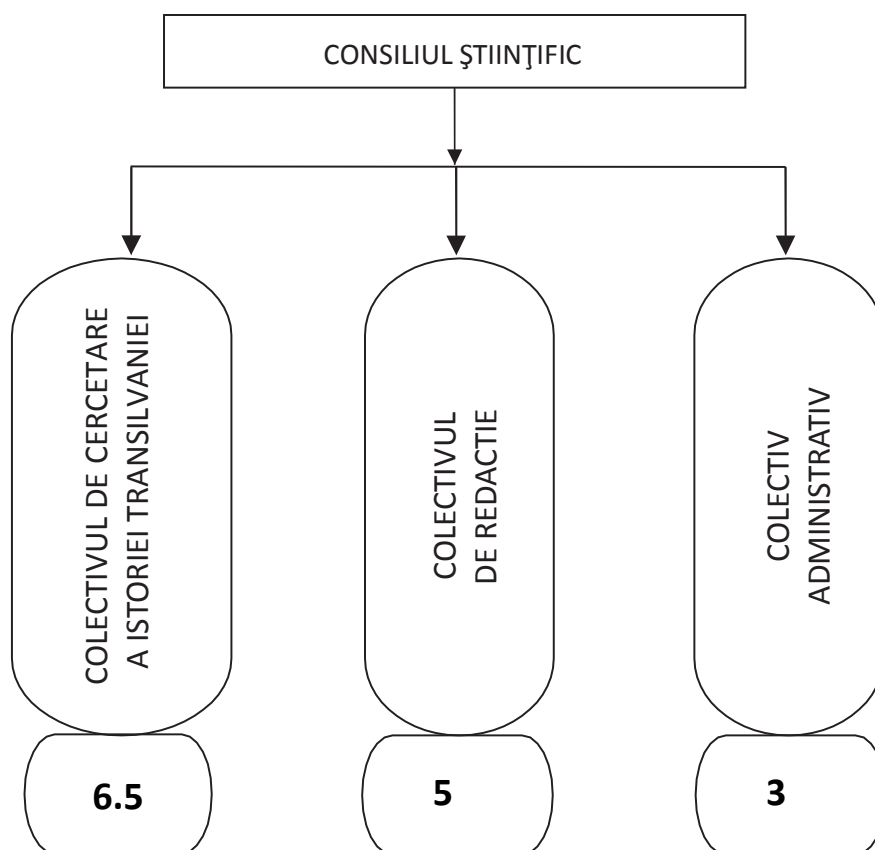 CONSILIUL ŞTIINŢIFIC
COLECTIVUL DE CERCETARE
A ISTORIEI TRANSILVANIEI
COLECTIVUL
DE REDACTIE
COLECTIV
ADMINISTRATIV
6.5
5
3